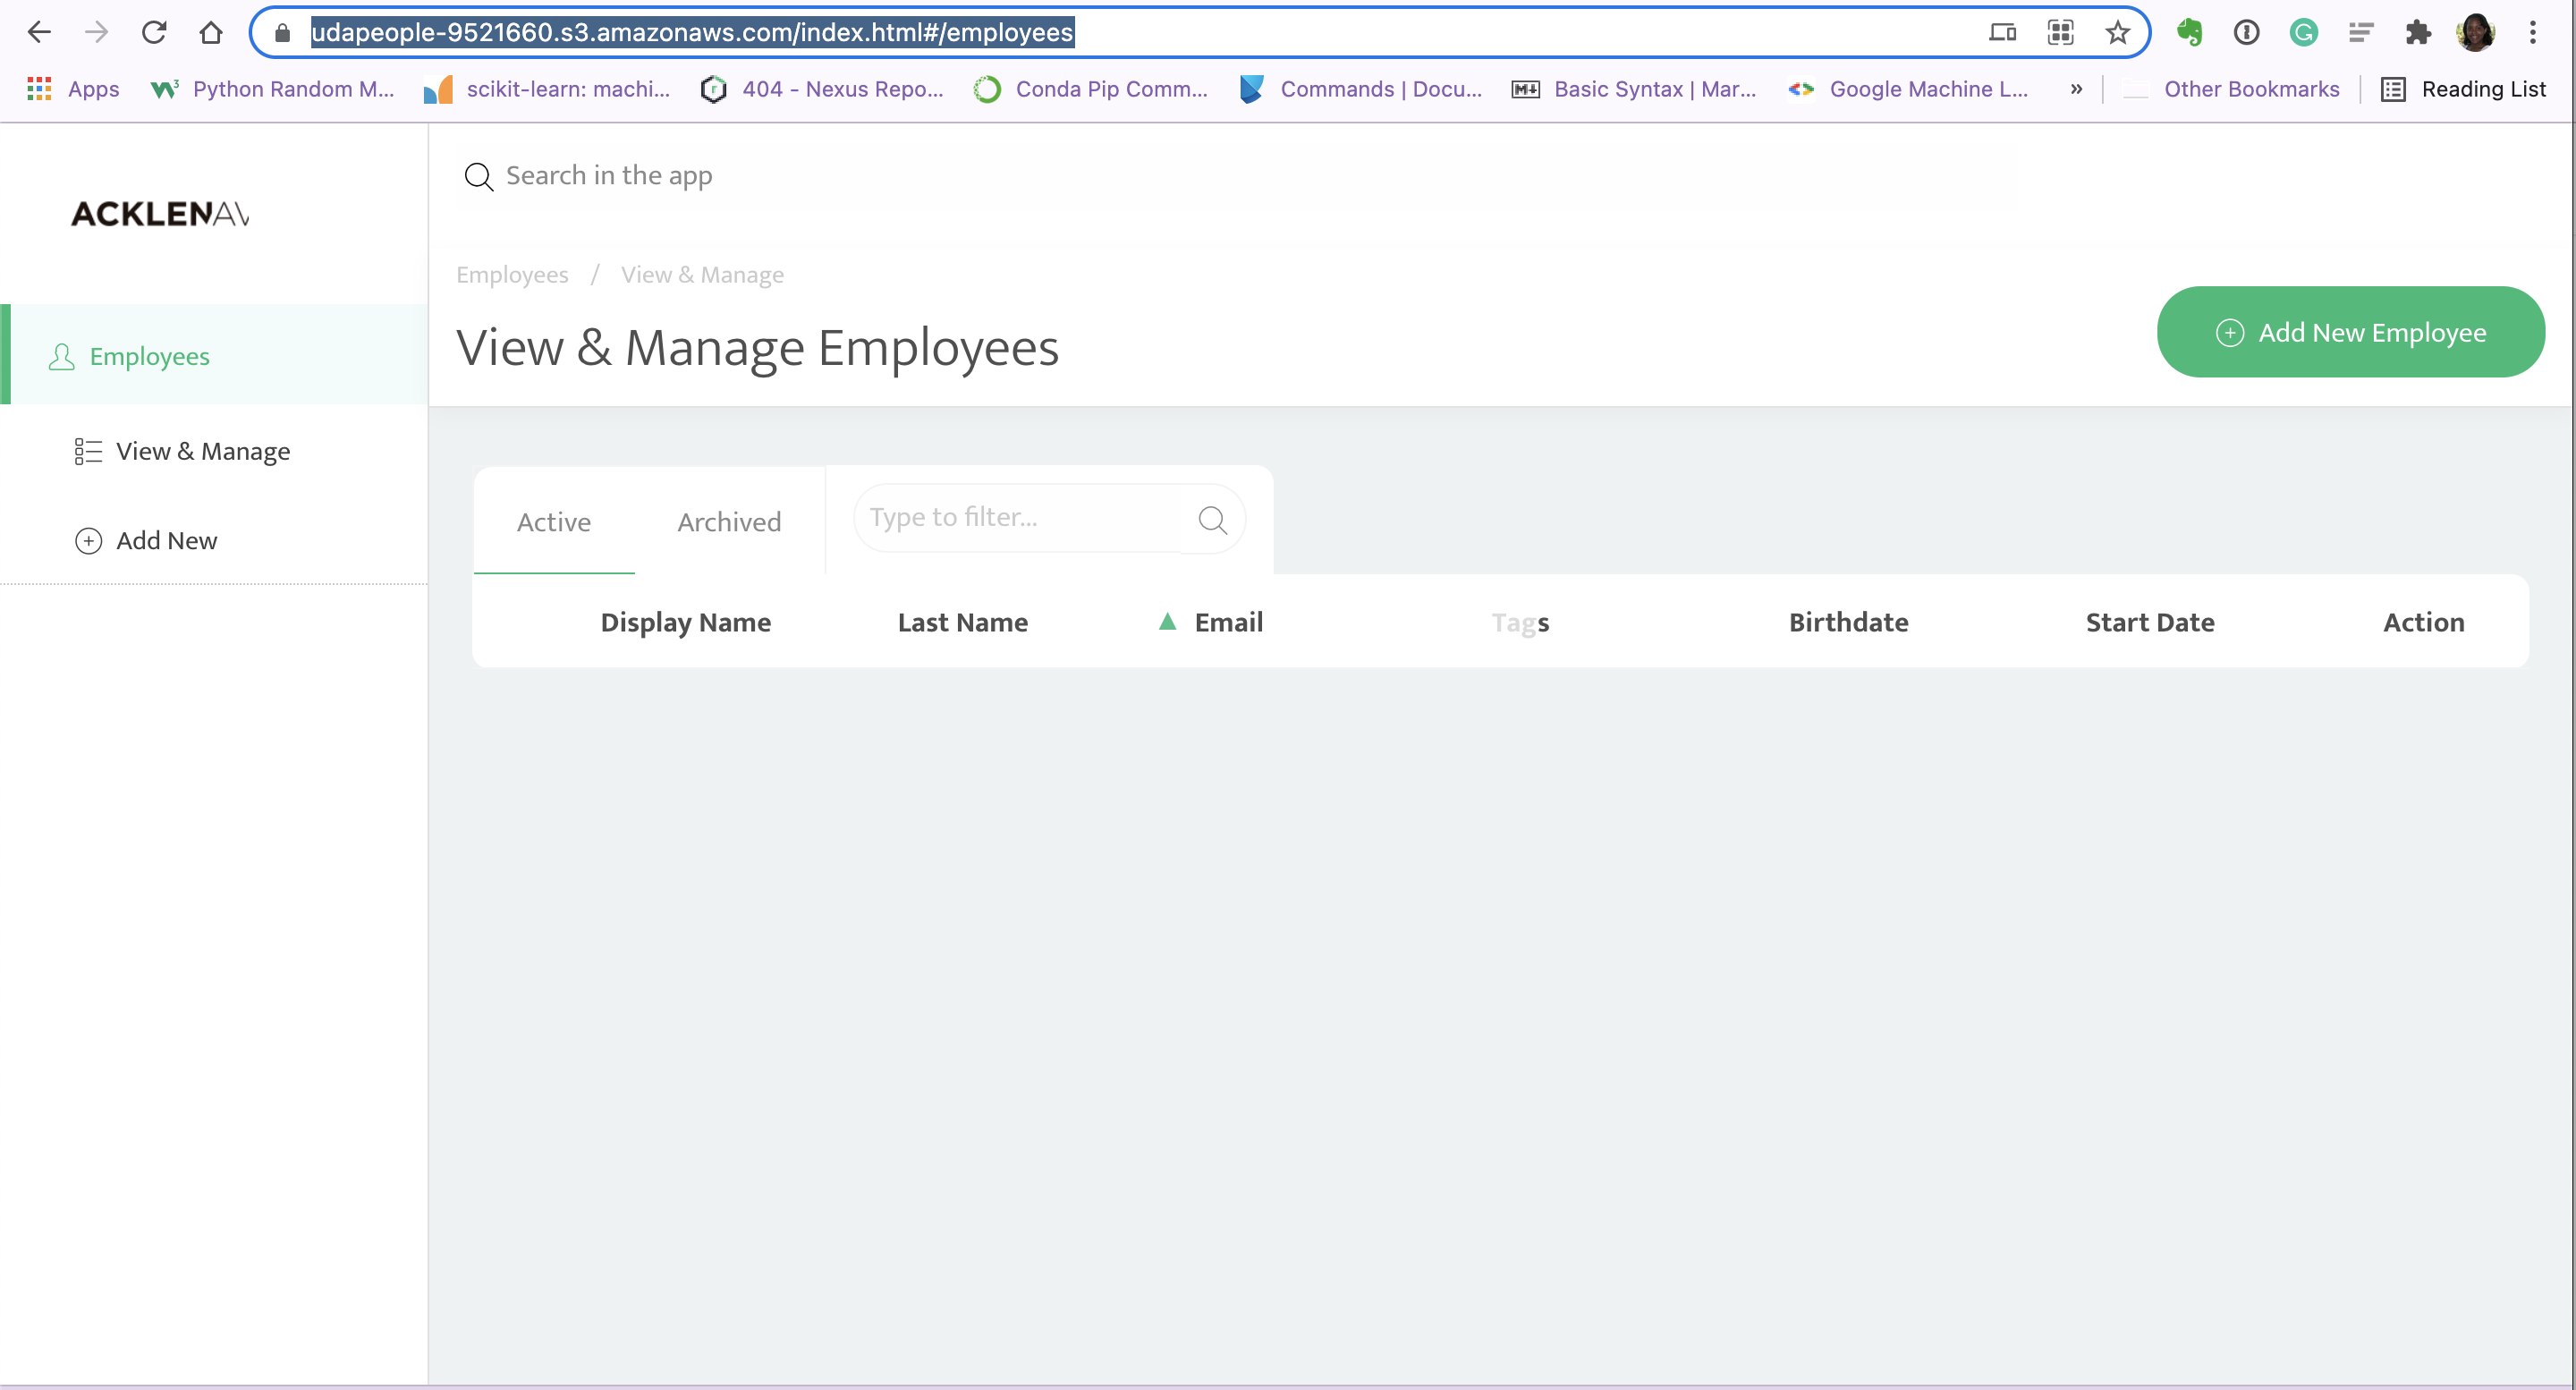 udapeople-9521660.s3.amazonaws.com/index.html#/employees
Apps
Python Random M...
scikit-learn: machi...
404 - Nexus Repo...
Conda Pip Comm...
Commands | Docu...
Basic Syntax | Mar...
Google Machine L...
»
Other Bookmarks
Reading List
ACKLENAV
Employees
View & Manage
Add New
Search in the app
Employees / View & Manage
View & Manage Employees
Add New Employee
Active
Archived
Type to filter...
Display Name
Last Name
Email
Tags
Birthdate
Start Date
Action